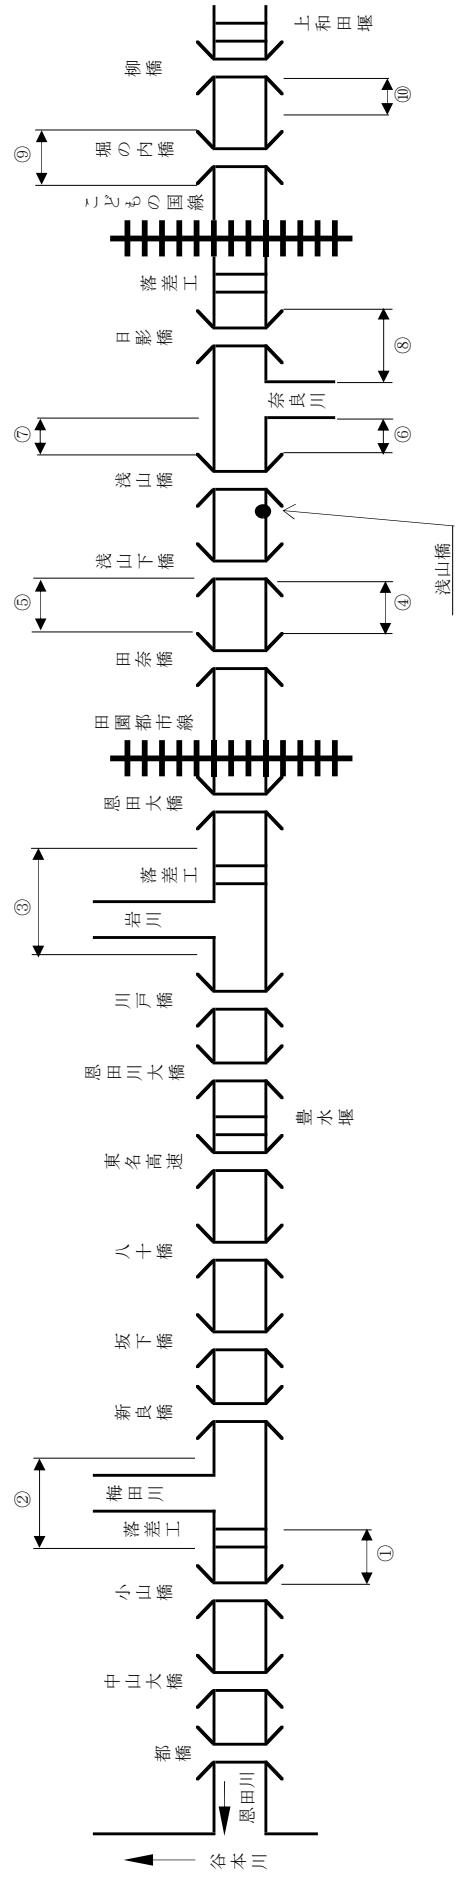 上和田堰
柳橋
⑩
堀の内橋
⑨
こどもの国線
落差工
日影橋
⑧
奈良川
⑦
⑥
浅山橋
浅山下橋
浅山橋
⑤
④
田奈橋
田園都市線
恩田大橋
落差工
③
岩川
川戸橋
恩田川大橋
豊水堰
東名高速
八十橋
坂下橋
新良橋
②
梅田川
落差工
①
小山橋
中山大橋
都橋
恩田川
谷本川